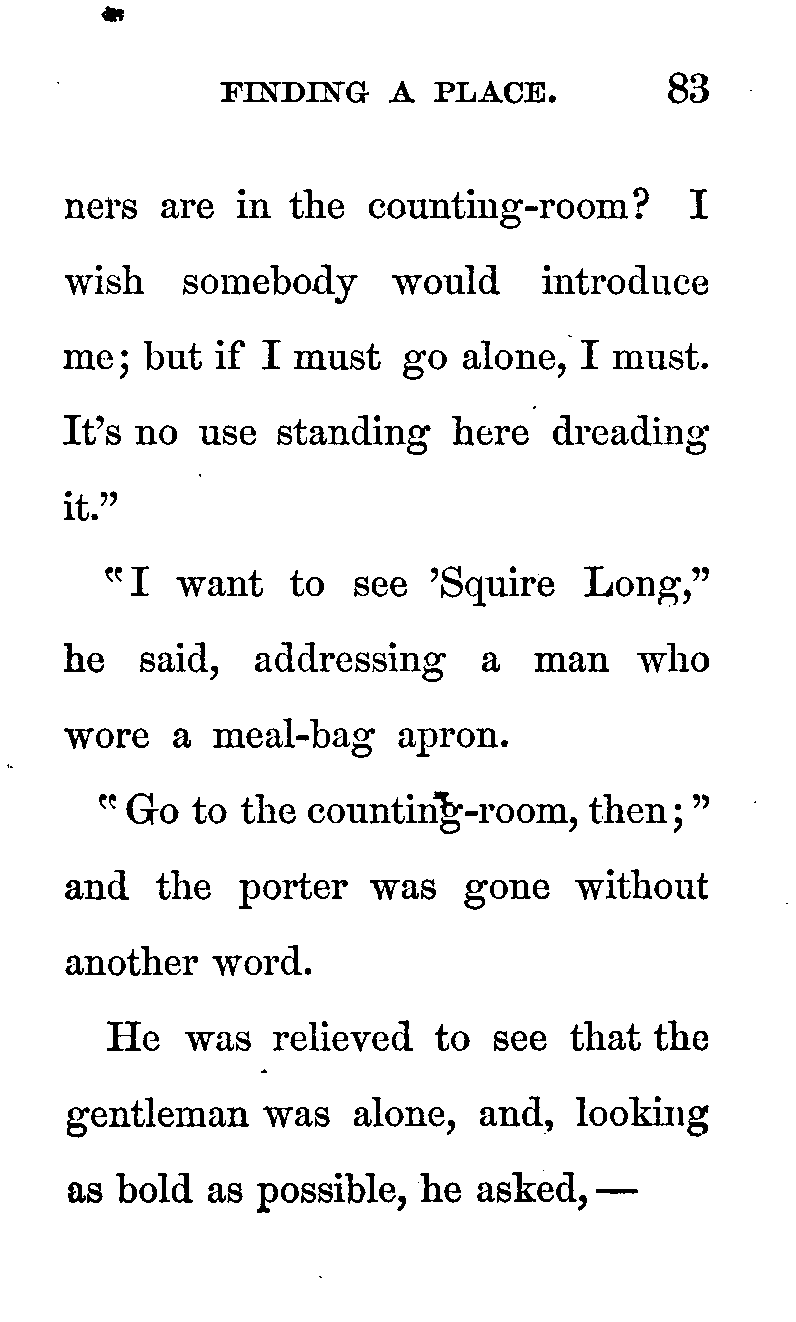 FINDING A PLACE. 83
ners are in the counting-room? I
wish somebody would introduce
me; but if I must go alone, I must.
It's no use standing here dreading
it.”
“I want to see ’Squire Long,”
he said, addressing a man who
wore a meal-bag apron.
“Go to the counting-room, then;”
and the porter was gone without
another word.
He was relieved to see that the
gentleman was alone, and, looking
as bold as possible, he asked,—